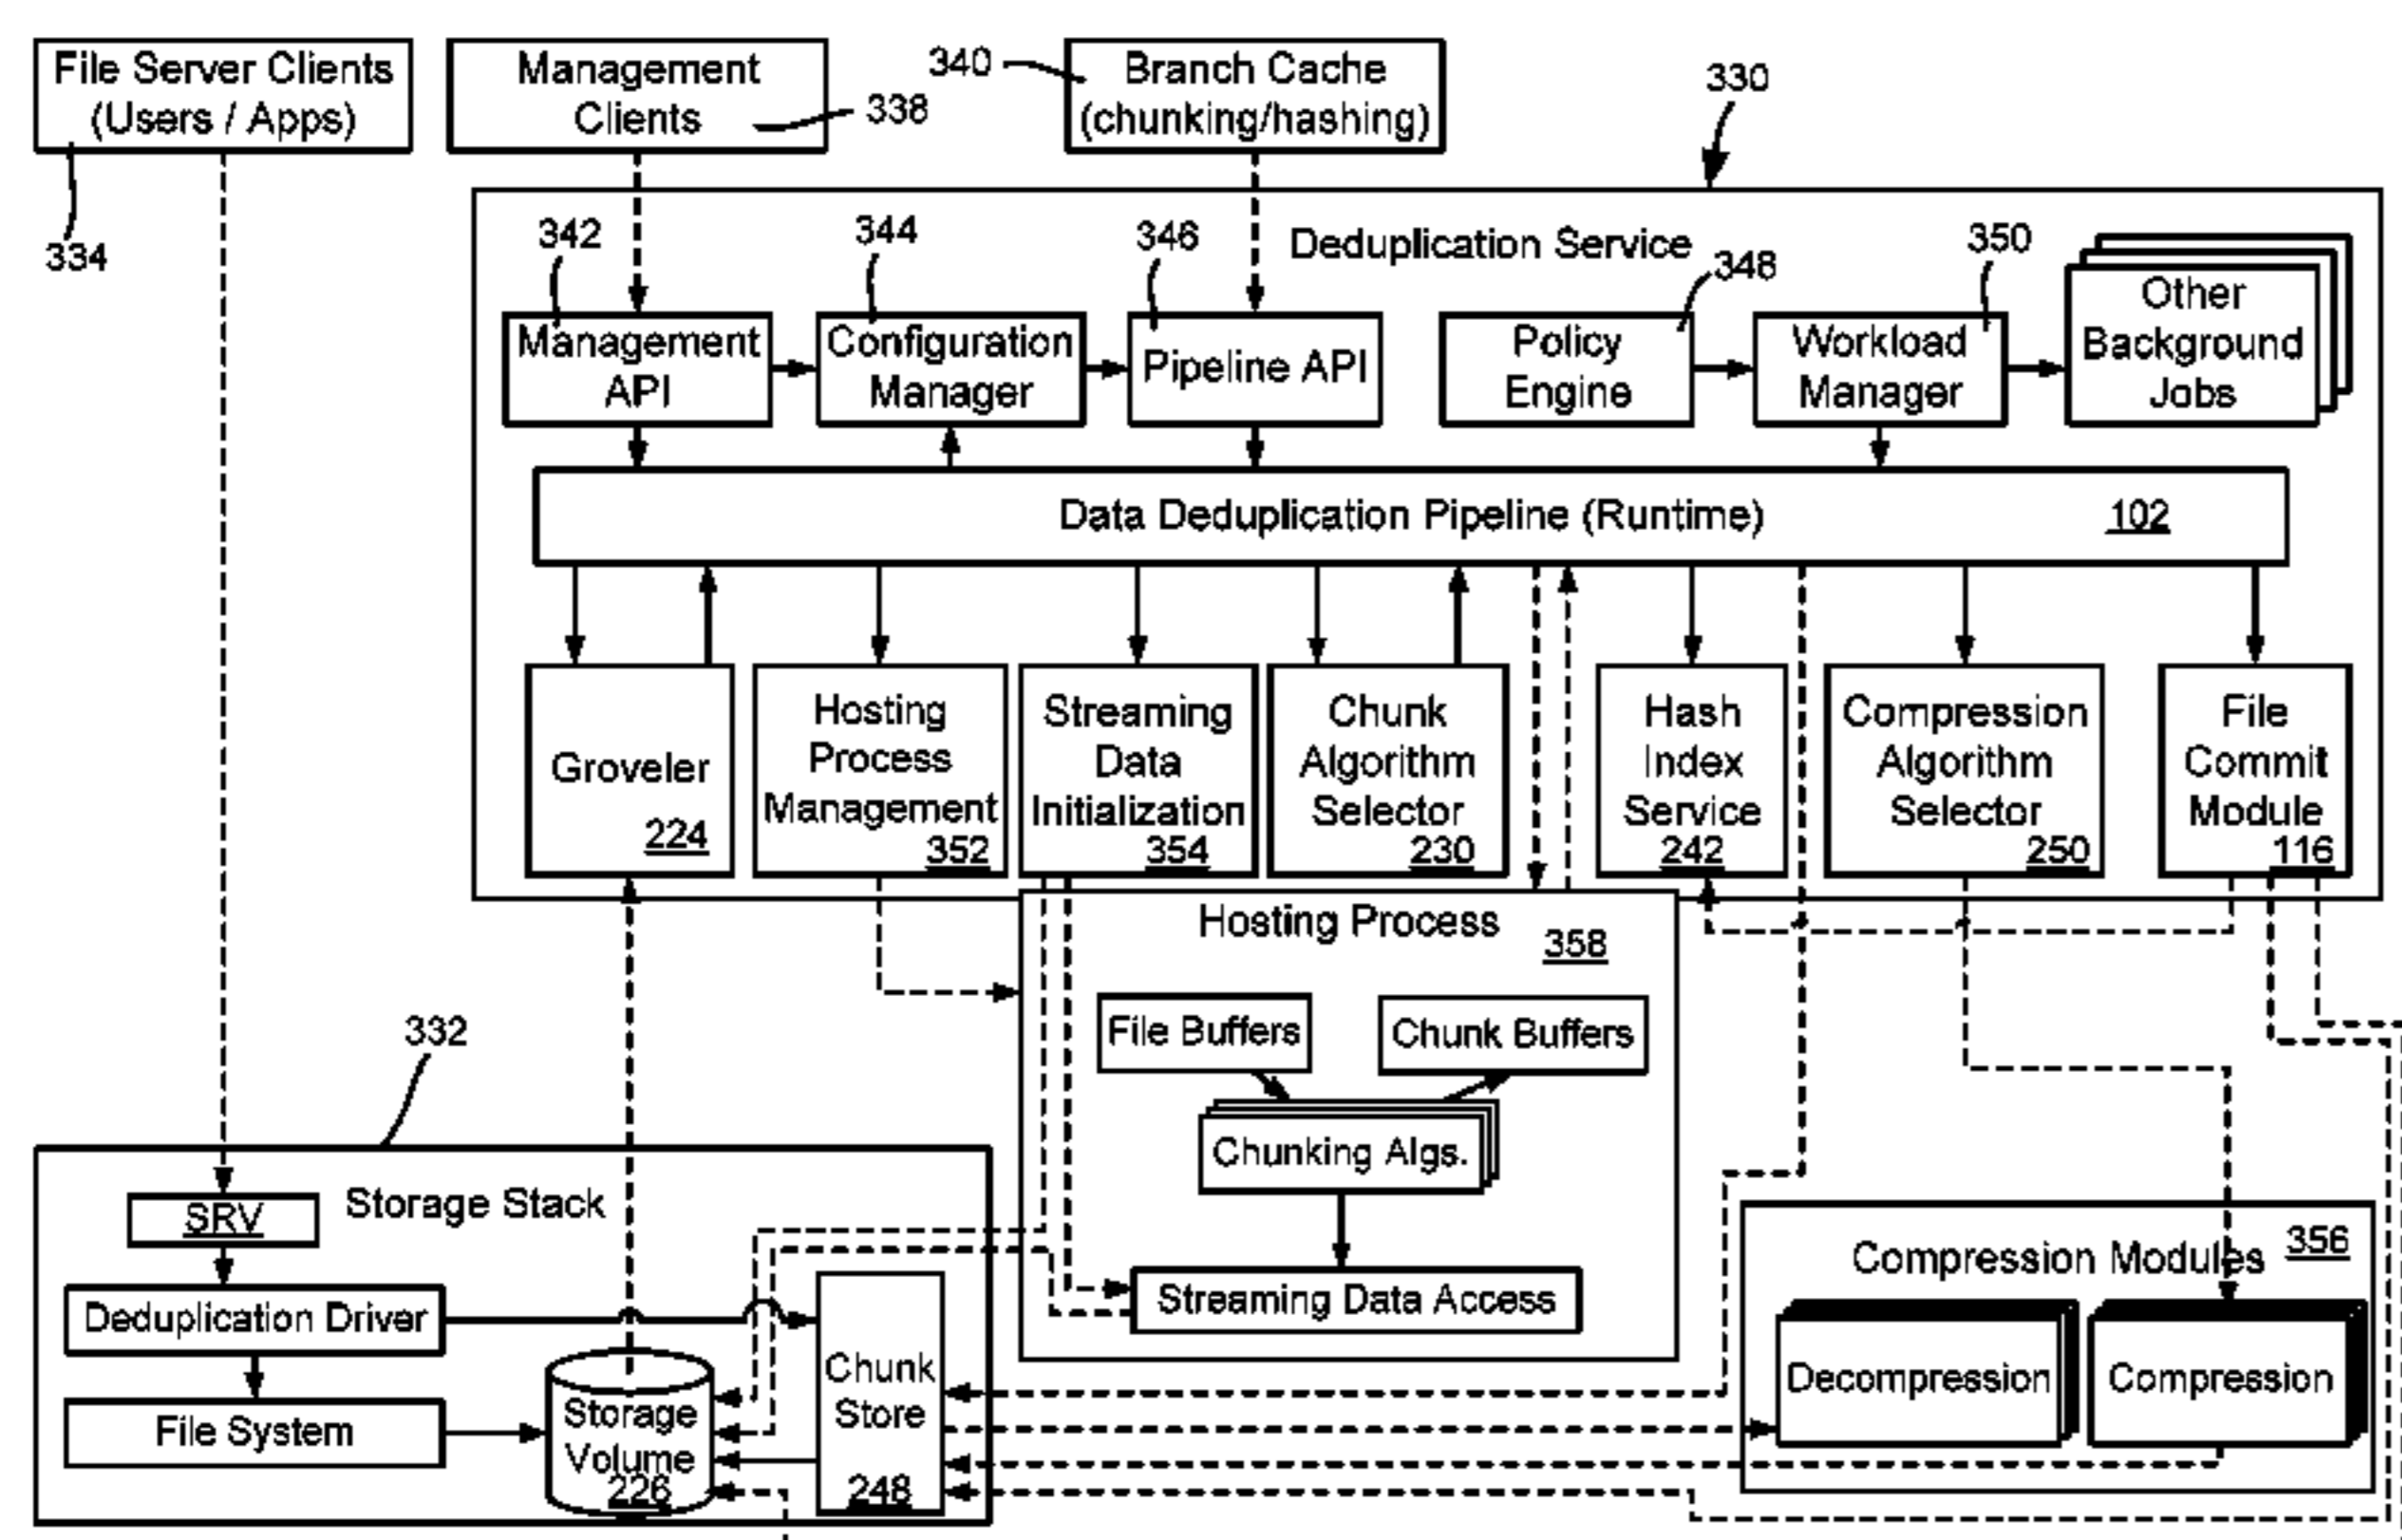 File Server Clients
(Users / Apps)
334
Management
Clients
338
340
Branch Cache
(chunking/hashing)
330
Deduplication Service
342
Management
API
344
Configuration
Manager
346
Pipeline API
348
Policy
Engine
350
Workload
Manager
Other
Background
Jobs
Data Deduplication Pipeline (Runtime)
102
Groveler
224
Hosting
Process
Management
352
Streaming
Data
Initialization
354
Chunk
Algorithm
Selector
230
Hash
Index
Service
242
Compression
Algorithm
Selector
250
File
Commit
Module
116
Hosting Process
358
File Buffers
Chunk Buffers
Chunking Algs.
Streaming Data Access
332
Storage Stack
SRV
Deduplication Driver
File System
Storage
Volume
226
Chunk
Store
248
Compression Modules
356
Decompression
Compression